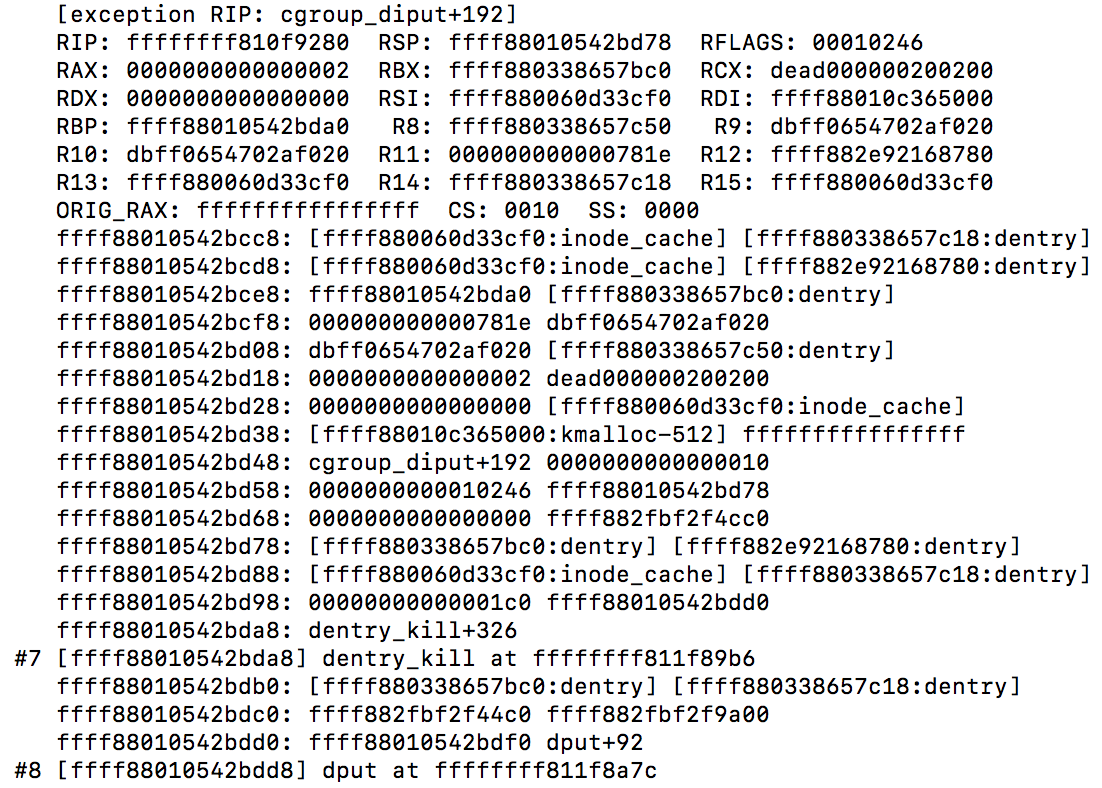 [exception RIP: cgroup_diput+192]
RIP: ffffffff810f9280  RSP: ffff88010542bd78  RFLAGS: 00010246
RAX: 0000000000000002  RBX: ffff880338657bc0  RCX: dead000000200200
RDX: 0000000000000000  RSI: ffff880060d33cf0  RDI: ffff88010c365000
RBP: ffff88010542bda0   R8: ffff880338657c50   R9: dbff0654702af020
R10: dbff0654702af020  R11: 000000000000781e  R12: ffff882e92168780
R13: ffff880060d33cf0  R14: ffff880338657c18  R15: ffff880060d33cf0
ORIG_RAX: ffffffffffffffff  CS: 0010  SS: 0000
ffff88010542bcc8: [ffff880060d33cf0:inode_cache] [ffff880338657c18:dentry]
ffff88010542bcd8: [ffff880060d33cf0:inode_cache] [ffff882e92168780:dentry]
ffff88010542bce8: ffff88010542bda0 [ffff880338657bc0:dentry]
ffff88010542bcf8: 000000000000781e dbff0654702af020
ffff88010542bd08: dbff0654702af020 [ffff880338657c50:dentry]
ffff88010542bd18: 0000000000000002 dead000000200200
ffff88010542bd28: 0000000000000000 [ffff880060d33cf0:inode_cache]
ffff88010542bd38: [ffff88010c365000:kmalloc-512] ffffffffffffffff
ffff88010542bd48: cgroup_diput+192 0000000000000010
ffff88010542bd58: 0000000000010246 ffff88010542bd78
ffff88010542bd68: 0000000000000000 ffff882fbf2f4cc0
ffff88010542bd78: [ffff880338657bc0:dentry] [ffff882e92168780:dentry]
ffff88010542bd88: [ffff880060d33cf0:inode_cache] [ffff880338657c18:dentry]
ffff88010542bd98: 00000000000001c0 ffff88010542bdd0
ffff88010542bda8: dentry_kill+326
#7 [ffff88010542bda8] dentry_kill at ffffffff811f89b6
ffff88010542bdb0: [ffff880338657bc0:dentry] [ffff880338657c18:dentry]
ffff88010542bdc0: ffff882fbf2f44c0 ffff882fbf2f9a00
ffff88010542bdd0: ffff88010542bdf0 dput+92
#8 [ffff88010542bdd8] dput at ffffffff811f8a7c